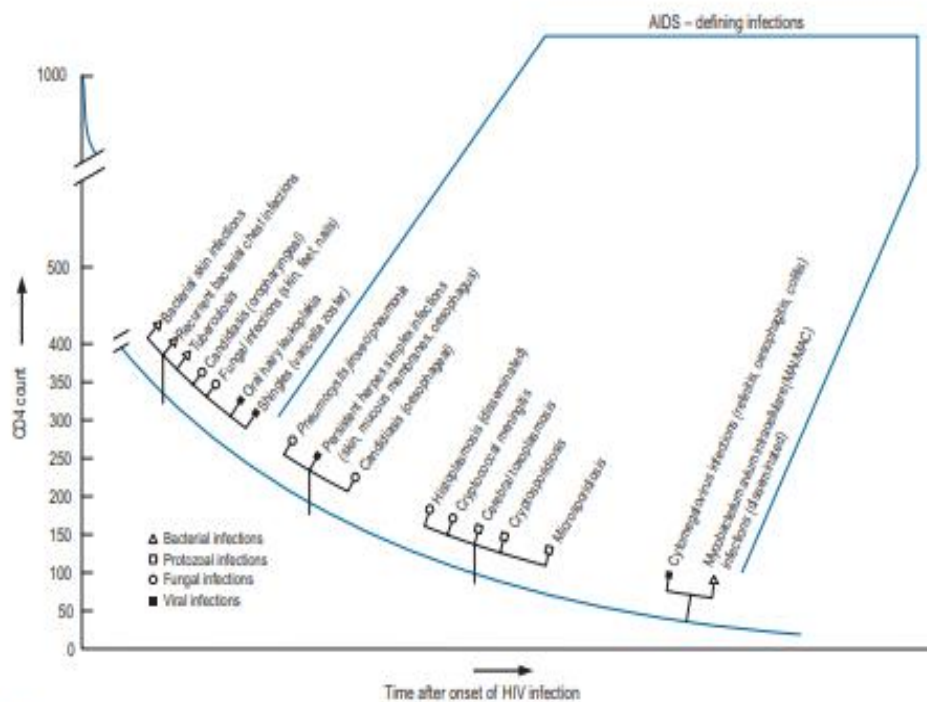 AIDS – defining infections
1000
500
400
350
300
250
200
150
100
50
0
CD4 count
Bacterial skin infections
Recurrent bacterial chest infections
Tuberculosis
Candidiasis (oropharyngeal)
Fungal infections (skin, feet, nails)
Oral hairy leukoplakia
Shingles (varicella zoster)
Pneumocystis jiroveci pneumonia
Persistent herpes simplex infections
(skin, mucous membranes, oesophagus)
Candidiasis (oesophageal)
Histoplasmosis (disseminated)
Cryptococcal meningitis
Cerebral toxoplasmosis
Cryptosporidiosis
Microsporidiosis
Cytomegalovirus infections (retinitis, oesophagitis, colitis)
Mycobacterium avium intracellulare (MAI/MAC)
infections (disseminated)
Bacterial infections
Protozoal infections
Fungal infections
Viral infections
Time after onset of HIV infection